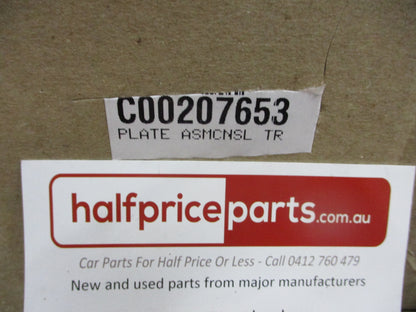 C00207653
PLATE ASMCNSL TR
halfpriceparts.com.au
Car Parts For Half Price Or Less - Call 0412 760 479
New and used parts from major manufacturers